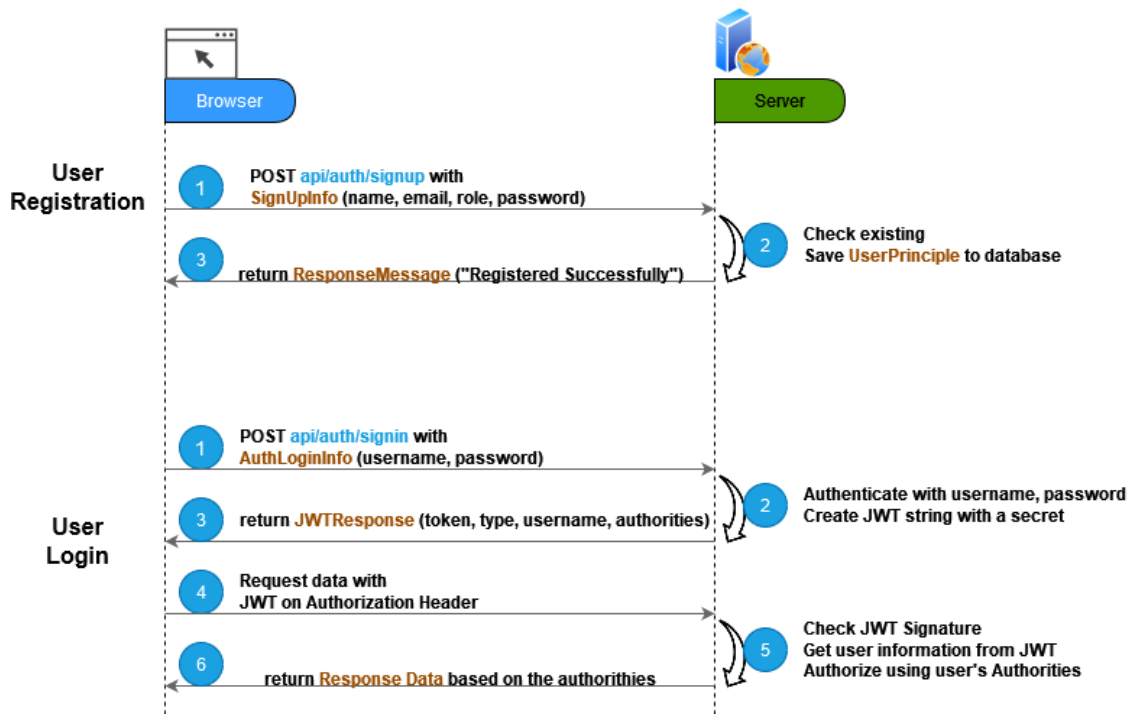 Browser
Server
User
Registration
1
POST api/auth/signup with
SignUpInfo (name, email, role, password)
2
Check existing
Save UserPrinciple to database
3
return ResponseMessage ("Registered Successfully")
User
Login
1
POST api/auth/signin with
AuthLoginInfo (username, password)
2
Authenticate with username, password
Create JWT string with a secret
3
return JWTResponse (token, type, username, authorities)
4
Request data with
JWT on Authorization Header
5
Check JWT Signature
Get user information from JWT
Authorize using user's Authorities
6
return Response Data based on the authorithies